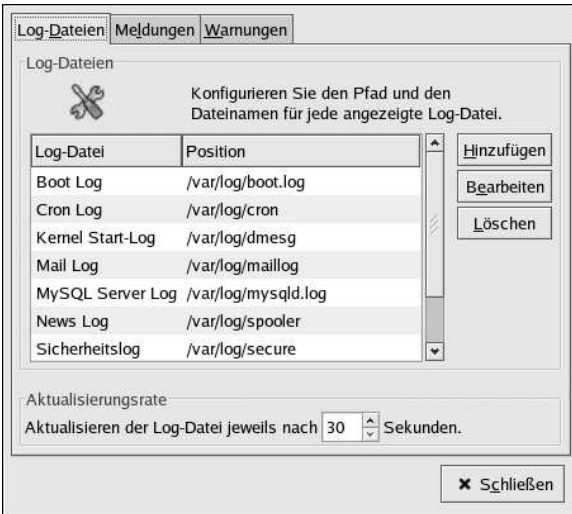 Log-Dateien Meldungen Warnungen
Log-Dateien
Konfigurieren Sie den Pfad und den
Dateinamen für jede angezeigte Log-Datei.
Log-Datei Position
Boot Log /var/log/boot.log
Cron Log /var/log/cron
Kernel Start-Log /var/log/dmesg
Mail Log /var/log/maillog
MySQL Server Log /var/log/mysqld.log
News Log /var/log/spooler
Sicherheitslog /var/log/secure
Hinzufügen
Bearbeiten
Löschen
Aktualisierungsrate
Aktualisieren der Log-Datei jeweils nach 30 Sekunden.
Schließen